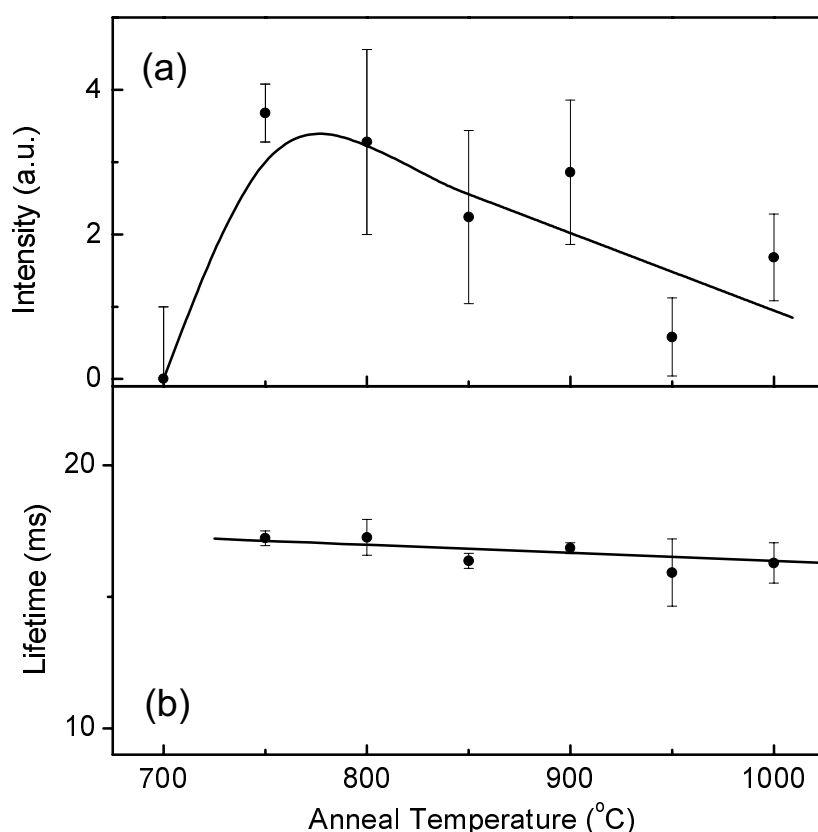 (a)
Intensity (a.u.)
4
2
0
Lifetime (ms)
20
10
(b)
700 800 900 1000
Anneal Temperature (°C)